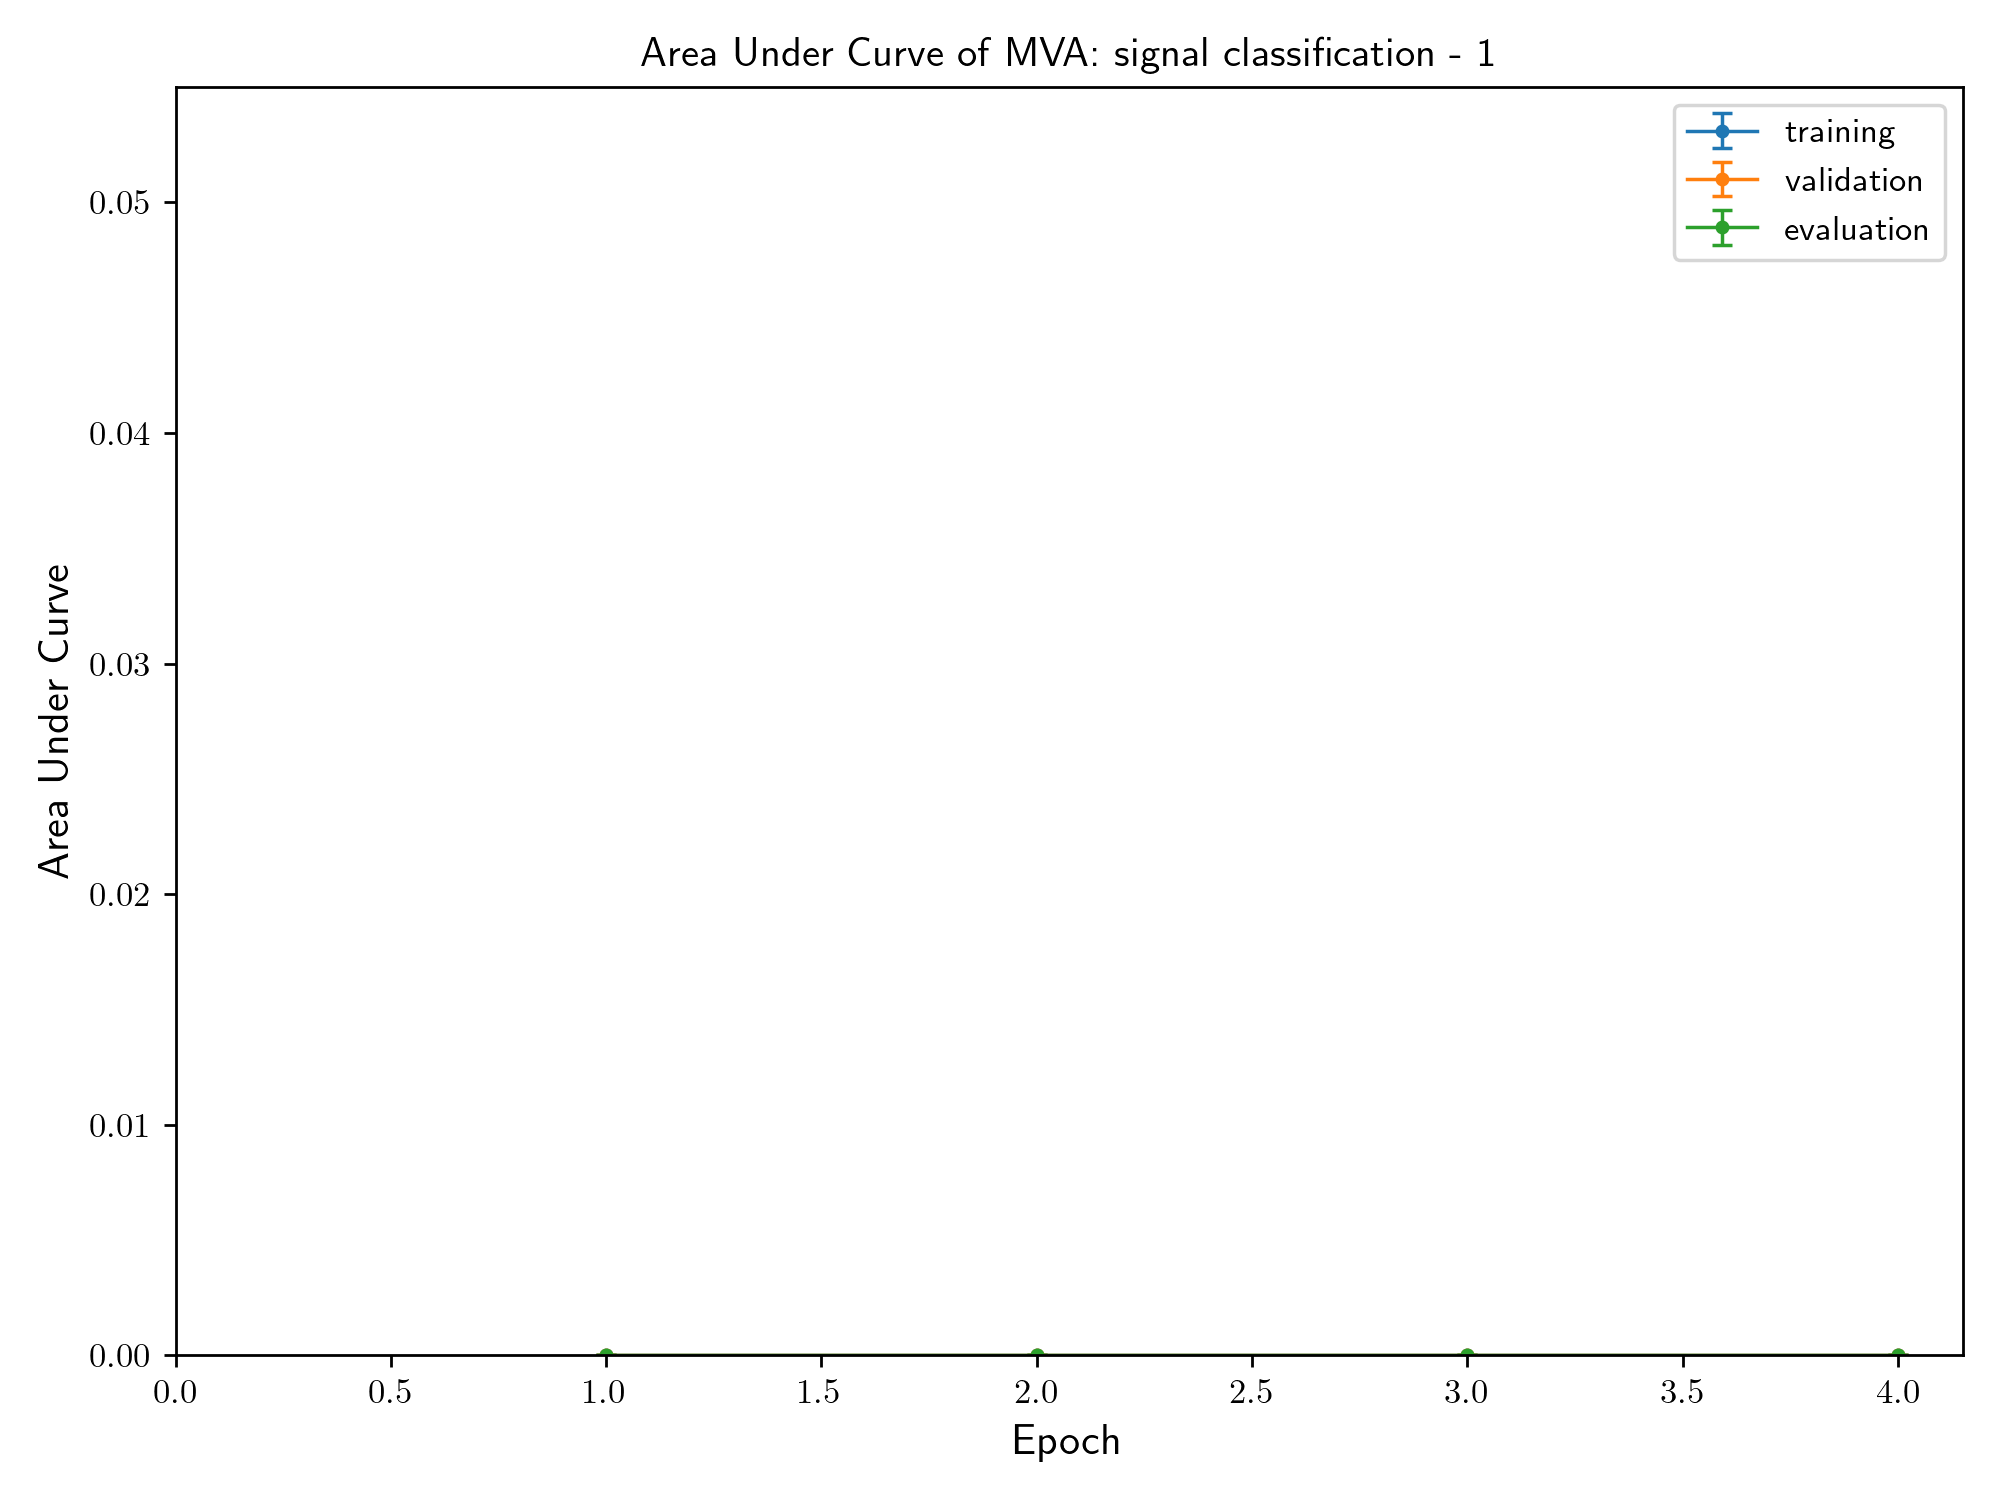 Area Under Curve of MVA: signal classification - 1
training
validation
evaluation
Area Under Curve
0.05
0.04
0.03
0.02
0.01
0.00
0.0 0.5 1.0 1.5 2.0 2.5 3.0 3.5 4.0
Epoch